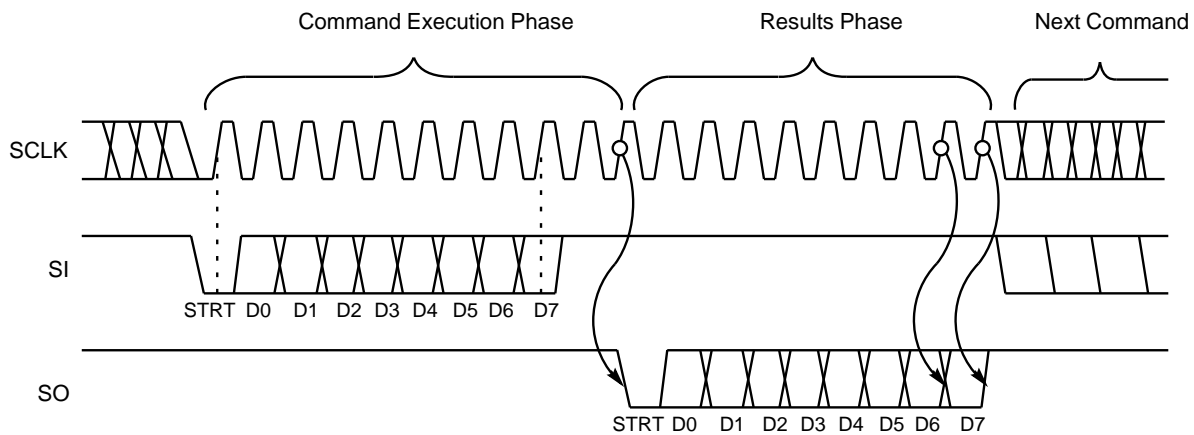 Command Execution Phase Results Phase Next Command
SCLK
SI
STRT D0 D1 D2 D3 D4 D5 D6 D7
SO
STRT D0 D1 D2 D3 D4 D5 D6 D7